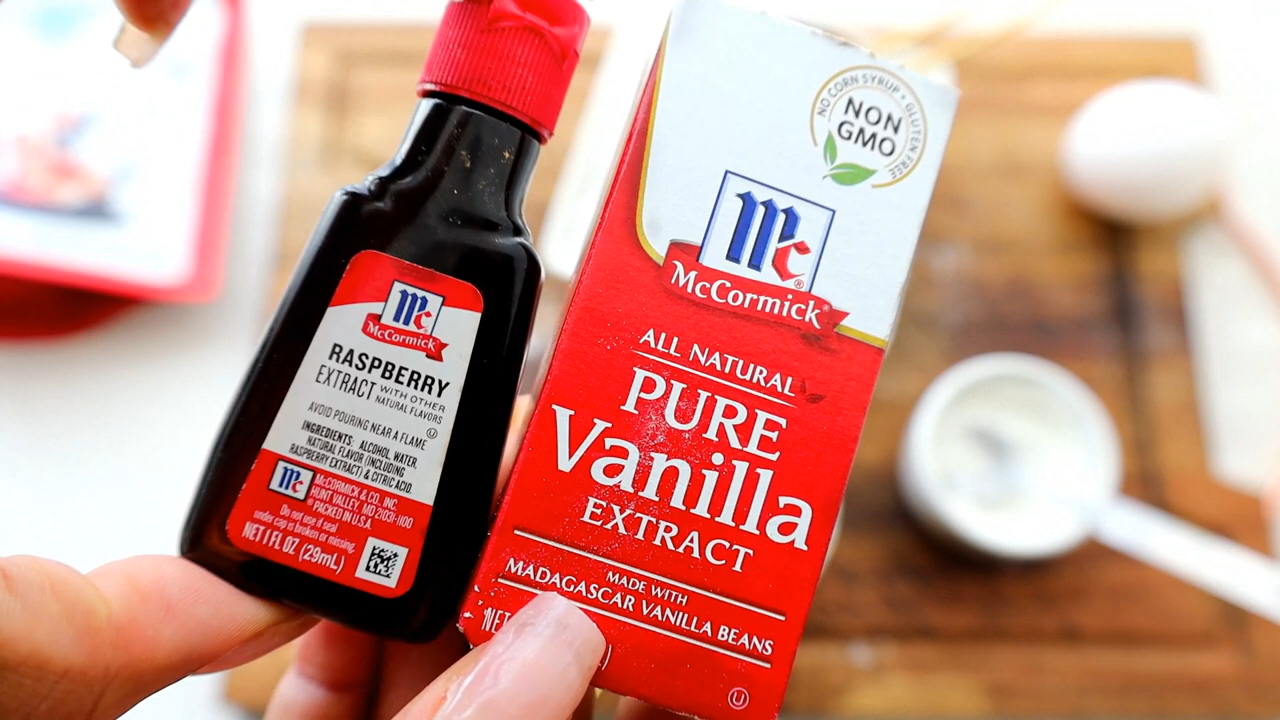 Mc
McCormick
RASPBERRY
EXTRACT WITH OTHER
NATURAL FLAVORS
AVOID POURING NEAR A FLAME
U
INGREDIENTS: ALCOHOL, WATER,
NATURAL FLAVOR (INCLUDING
RASPBERRY EXTRACT) & CITRIC ACID.
Mc
McCORMICK & CO. INC.
HUNT VALLEY, MD 21031-1100
® PACKED IN U.S.A.
Do not use if seal
under cap is broken or missing.
NET 1 FL OZ (29mL)
NO CORN SYRUP • GLUTEN FREE
NON
GMO
Mc®
McCormick®
ALL NATURAL
PURE
Vanilla
EXTRACT
MADE WITH
MADAGASCAR VANILLA BEANS
NET
U